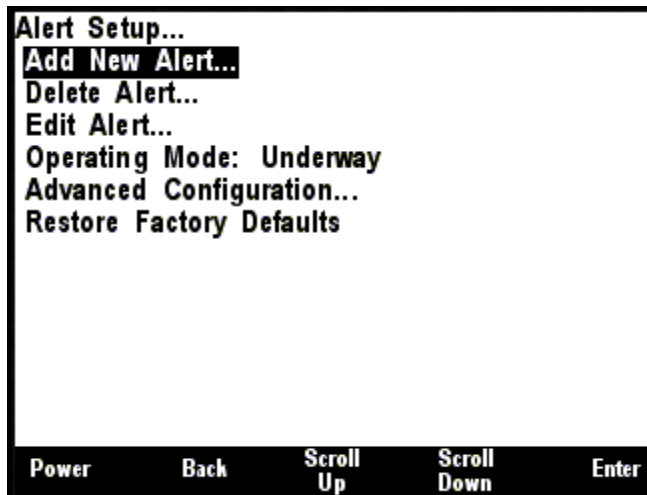 Alert Setup...
Add New Alert...
Delete Alert...
Edit Alert...
Operating Mode: Underway
Advanced Configuration...
Restore Factory Defaults
Power Back Scroll Up Scroll Down Enter